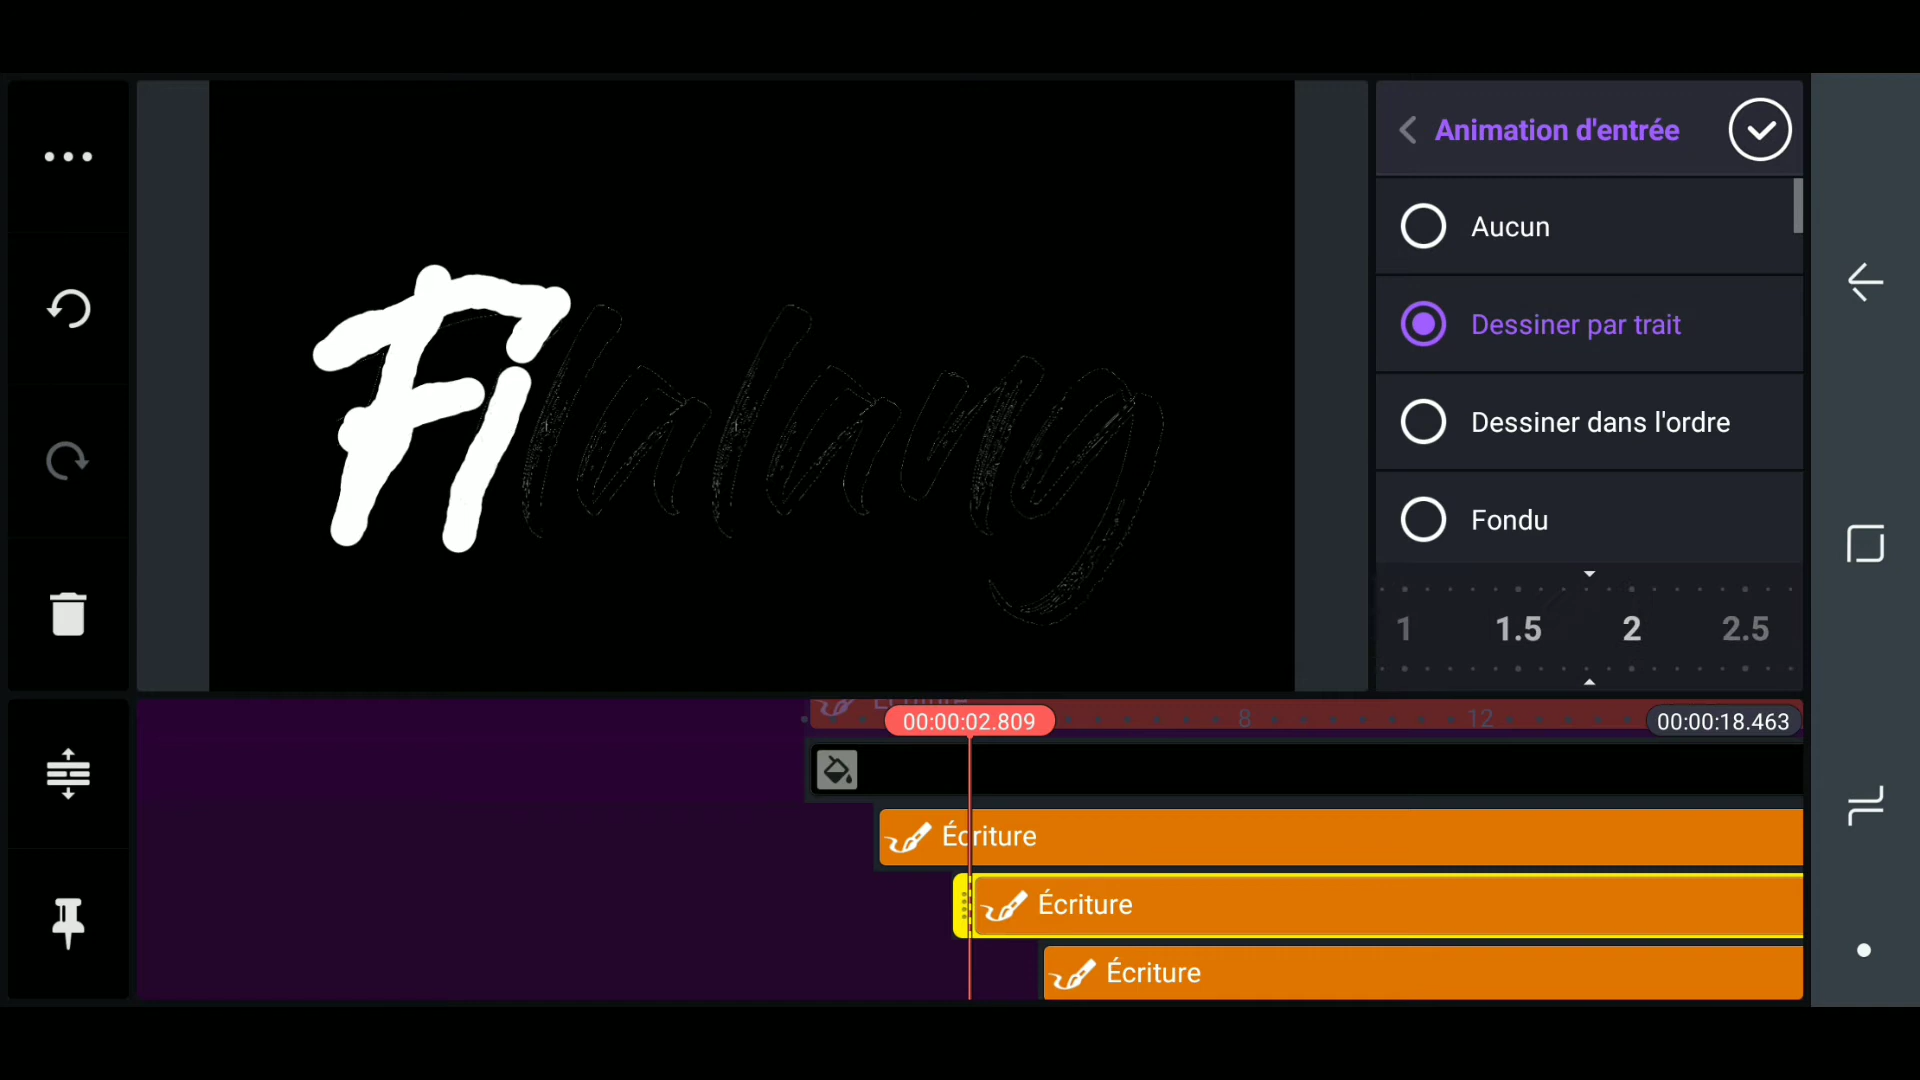 Animation d'entrée
Aucun
Dessiner par trait
Dessiner dans l'ordre
Fondu
1 1.5 2 2.5
Filalang
00:00:02.809 8 12 00:00:18.463
Écriture
Écriture
Écriture